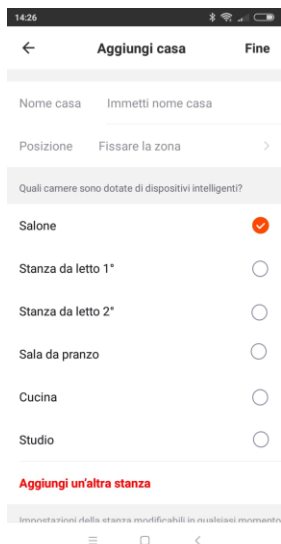 14:26
Aggiungi casa Fine
Nome casa Immetti nome casa
Posizione Fissare la zona
Quali camere sono dotate di dispositivi intelligenti?
Salone
Stanza da letto 1°
Stanza da letto 2°
Sala da pranzo
Cucina
Studio
Aggiungi un'altra stanza
Impostazioni della stanza modificabili in qualsiasi momento